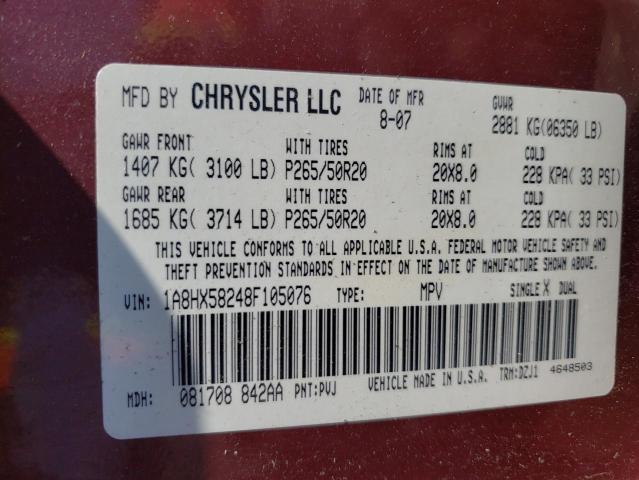 MFD BY CHRYSLER LLC DATE OF MFR GVWR
8-07 2881 KG(06350 LB)
GAWR FRONT WITH TIRES RIMS AT COLD
1407 KG( 3100 LB) P265/50R20 20X8.0 228 KPA( 33 PSI)
GAWR REAR WITH TIRES RIMS AT COLD
1685 KG( 3714 LB) P265/50R20 20X8.0 228 KPA( 33 PSI)
THIS VEHICLE CONFORMS TO ALL APPLICABLE U.S.A. FEDERAL MOTOR VEHICLE SAFETY AND
THEFT PREVENTION STANDARDS IN EFFECT ON THE DATE OF MANUFACTURE SHOWN ABOVE.
VIN: 1A8HX58248F105076 TYPE: MPV SINGLE X DUAL
MDH: 081708 842AA PNT:PVJ VEHICLE MADE IN U.S.A. TRM:DZJ1 4648503